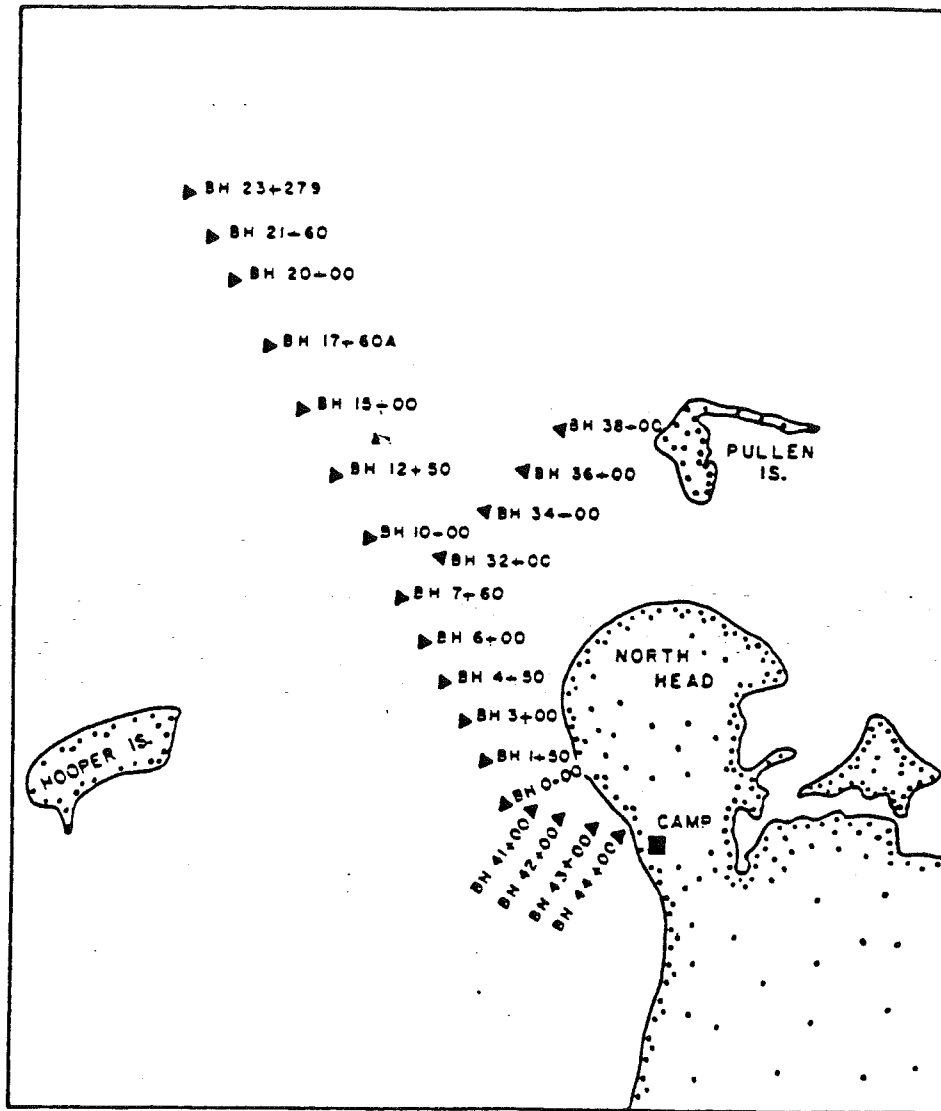 BH 23+279
BH 21+60
BH 20+00
BH 17+60A
BH 15+00
BH 38+00
PULLEN
IS.
BH 12+50
BH 36+00
BH 34+00
BH 10+00
BH 32+00
BH 7+60
BH 6+00
NORTH
HEAD
BH 4+50
BH 3+00
HOOPER IS.
BH 1+50
BH 0+00
CAMP
BH 41+00
BH 42+00
BH 43+00
BH 44+00